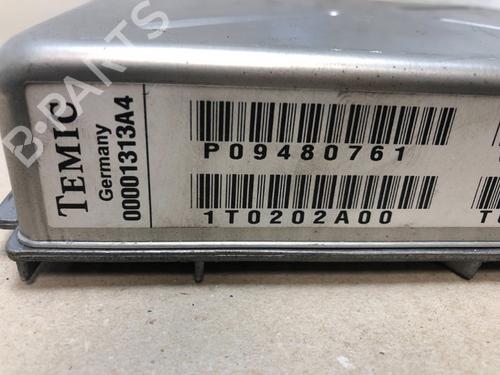 TEMIC
Germany
00001313A4
P09480761
1T0202A00
B-PARTS